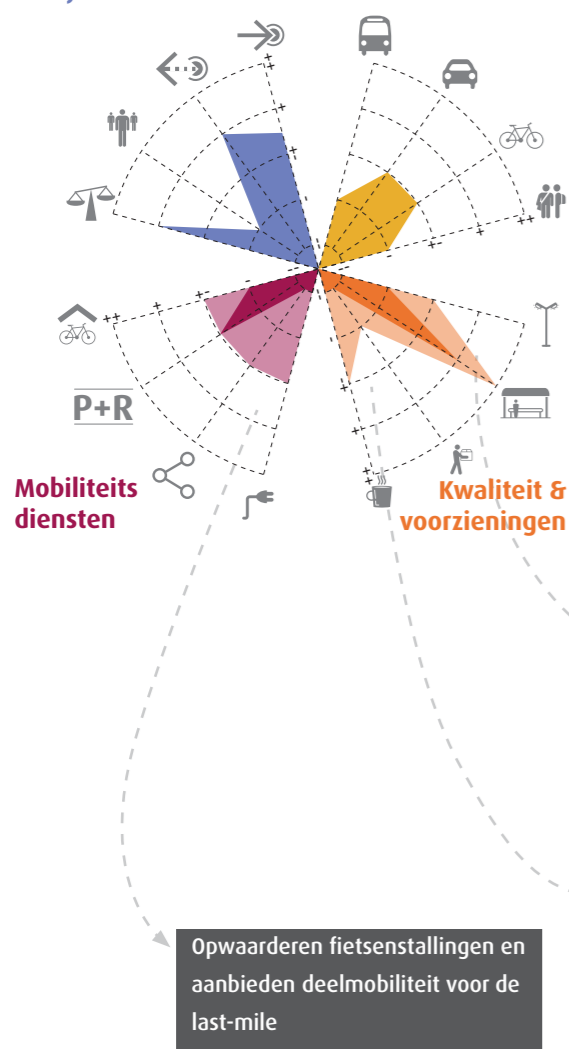 P+R
Mobiliteits
diensten
Kwaliteit &
voorzieningen
Opwaarderen fietsenstallingen en
aanbieden deelmobiliteit voor de
last-mile